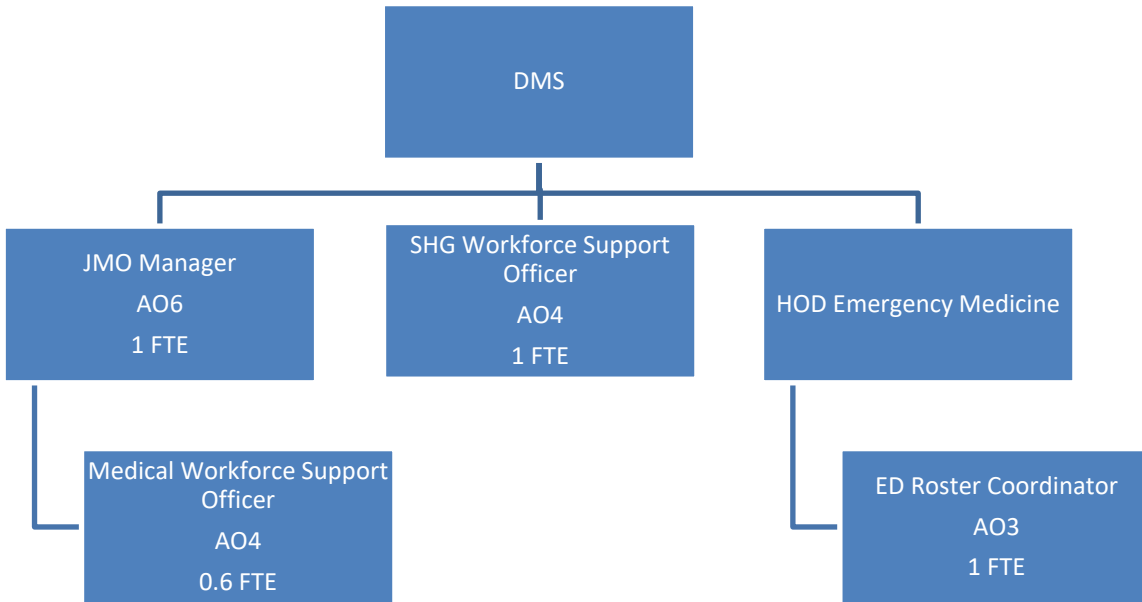 DMS
JMO Manager
AO6
1 FTE
SHG Workforce Support
Officer
AO4
1 FTE
HOD Emergency Medicine
Medical Workforce Support
Officer
AO4
0.6 FTE
ED Roster Coordinator
AO3
1 FTE